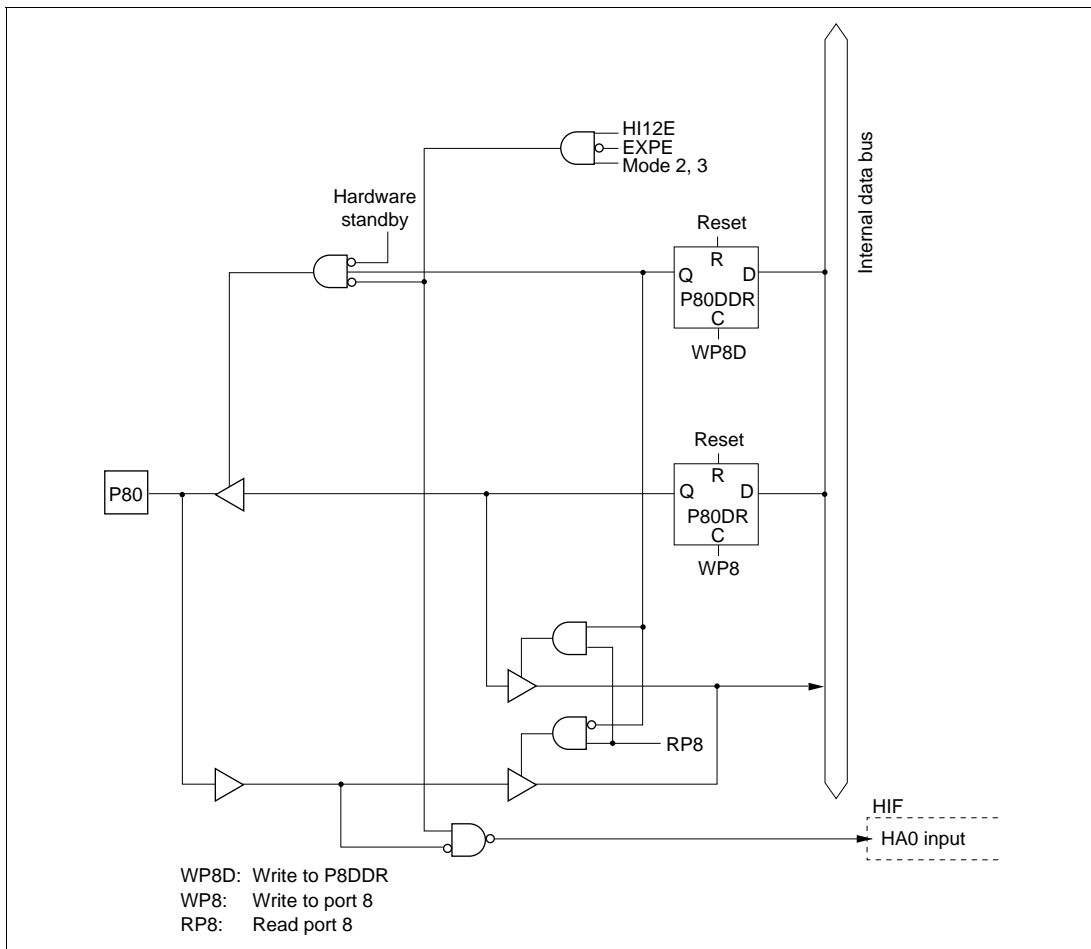 HI12E
EXPE
Mode 2, 3
Hardware
standby
Internal data bus
Reset
R
Q
D
P80DDR
C
WP8D
Reset
R
P80
Q
D
P80DR
C
WP8
RP8
HIF
HA0 input
WP8D: Write to P8DDR
WP8: Write to port 8
RP8: Read port 8